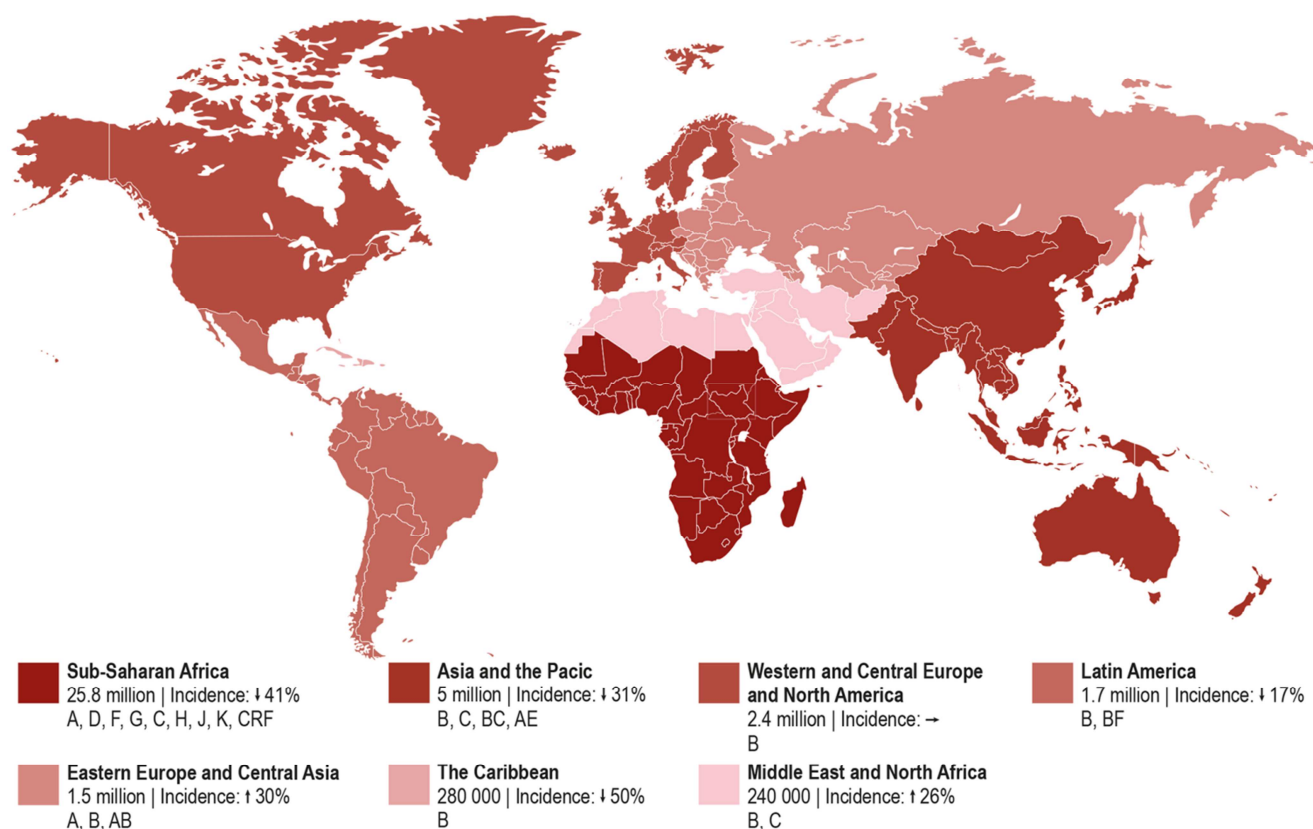 Sub-Saharan Africa
25.8 million | Incidence: ↓ 41%
A, D, F, G, C, H, J, K, CRF
Asia and the Pacic
5 million | Incidence: ↓ 31%
B, C, BC, AE
Western and Central Europe
and North America
2.4 million | Incidence: →
B
Latin America
1.7 million | Incidence: ↓ 17%
B, BF
Eastern Europe and Central Asia
1.5 million | Incidence: ↑ 30%
A, B, AB
The Caribbean
280 000 | Incidence: ↓ 50%
B
Middle East and North Africa
240 000 | Incidence: ↑ 26%
B, C